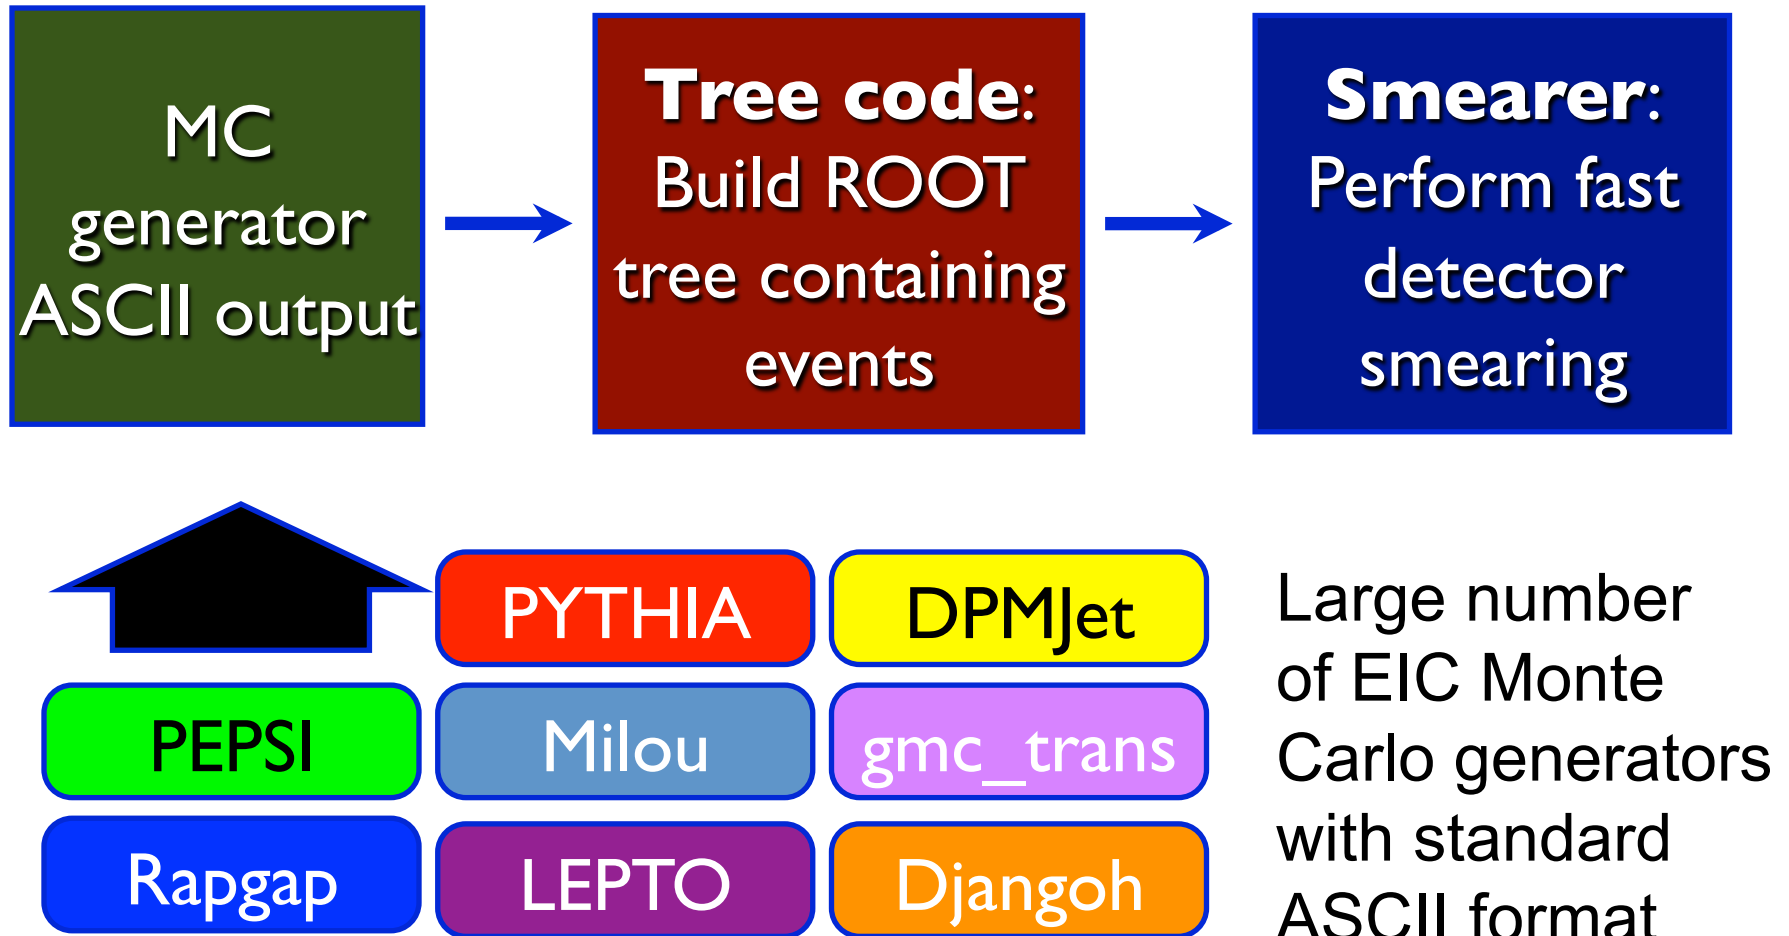 MC
generator
ASCII output
Tree code:
Build ROOT
tree containing
events
Smearer:
Perform fast
detector
smearing
PYTHIA
DPMJet
PEPSI
Milou
gmc_trans
Rapgap
LEPTO
Djangoh
Large number
of EIC Monte
Carlo generators
with standard
ASCII format